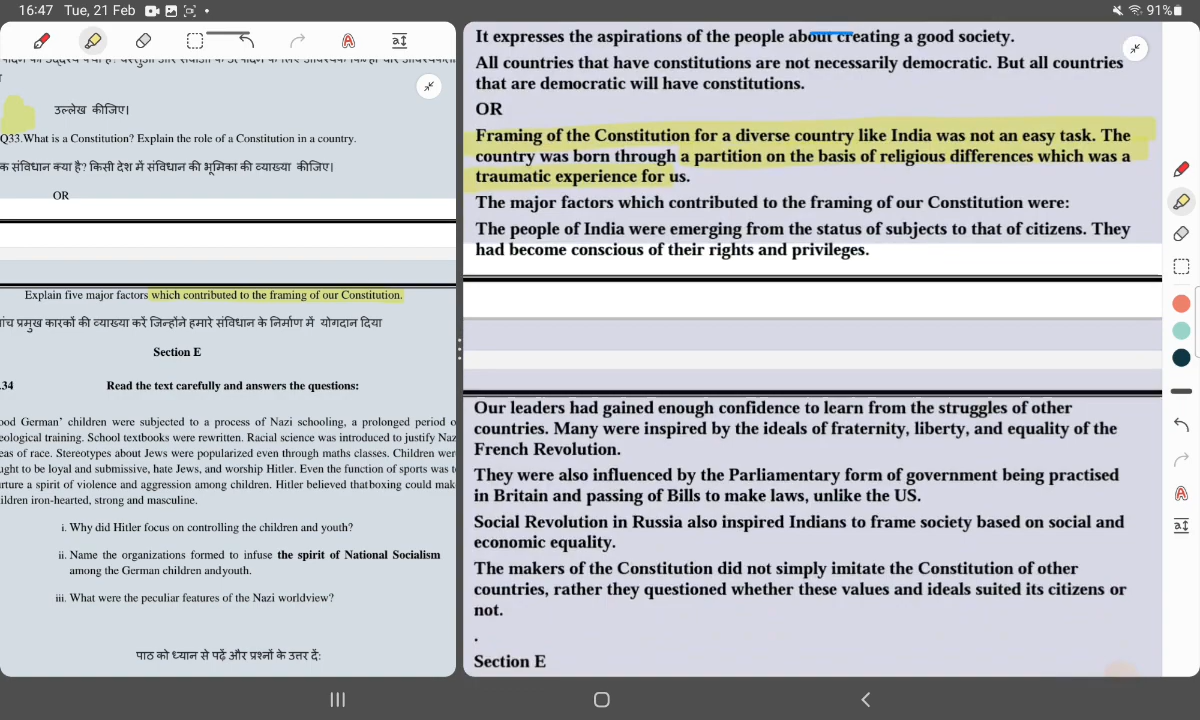 16:47 Tue, 21 Feb
91%
उल्लेख कीजिए।
Q33.What is a Constitution? Explain the role of a Constitution in a country.
क संविधान क्या है? किसी देश में संविधान की भूमिका की व्याख्या कीजिए।
OR
Explain five major factors which contributed to the framing of our Constitution.
ांच प्रमुख कारकों की व्याख्या करें जिन्होंने हमारे संविधान के निर्माण में योगदान दिया
Section E
.34 Read the text carefully and answers the questions:
ood German' children were subjected to a process of Nazi schooling, a prolonged period o
eological training. School textbooks were rewritten. Racial science was introduced to justify Naz
eas of race. Stereotypes about Jews were popularized even through maths classes. Children wer
ught to be loyal and submissive, hate Jews, and worship Hitler. Even the function of sports was t
rture a spirit of violence and aggression among children. Hitler believed thatboxing could mak
ildren iron-hearted, strong and masculine.
i. Why did Hitler focus on controlling the children and youth?
ii. Name the organizations formed to infuse the spirit of National Socialism
among the German children andyouth.
iii. What were the peculiar features of the Nazi worldview?
पाठ को ध्यान से पढ़ें और प्रश्नों के उत्तर दें:
It expresses the aspirations of the people about creating a good society.
All countries that have constitutions are not necessarily democratic. But all countries
that are democratic will have constitutions.
OR
Framing of the Constitution for a diverse country like India was not an easy task. The
country was born through a partition on the basis of religious differences which was a
traumatic experience for us.
The major factors which contributed to the framing of our Constitution were:
The people of India were emerging from the status of subjects to that of citizens. They
had become conscious of their rights and privileges.
Our leaders had gained enough confidence to learn from the struggles of other
countries. Many were inspired by the ideals of fraternity, liberty, and equality of the
French Revolution.
They were also influenced by the Parliamentary form of government being practised
in Britain and passing of Bills to make laws, unlike the US.
Social Revolution in Russia also inspired Indians to frame society based on social and
economic equality.
The makers of the Constitution did not simply imitate the Constitution of other
countries, rather they questioned whether these values and ideals suited its citizens or
not.
.
Section E